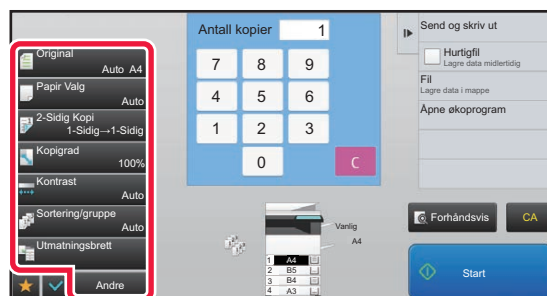 Original
Auto A4
Papir Valg
Auto
2-Sidig Kopi
1-Sidig→1-Sidig
Kopigrad
100%
Kontrast
Auto
Sortering/gruppe
Auto
Utmatningsbrett
Andre
Antall kopier 1
7 8 9
4 5 6
1 2 3
0 C
Vanlig
A4
1 A4
2 B5
3 B4
4 A3
Send og skriv ut
Hurtigfil
Lagre data midlertidig
Fil
Lagre data i mappe
Åpne økoprogram
Forhåndsvis CA
Start